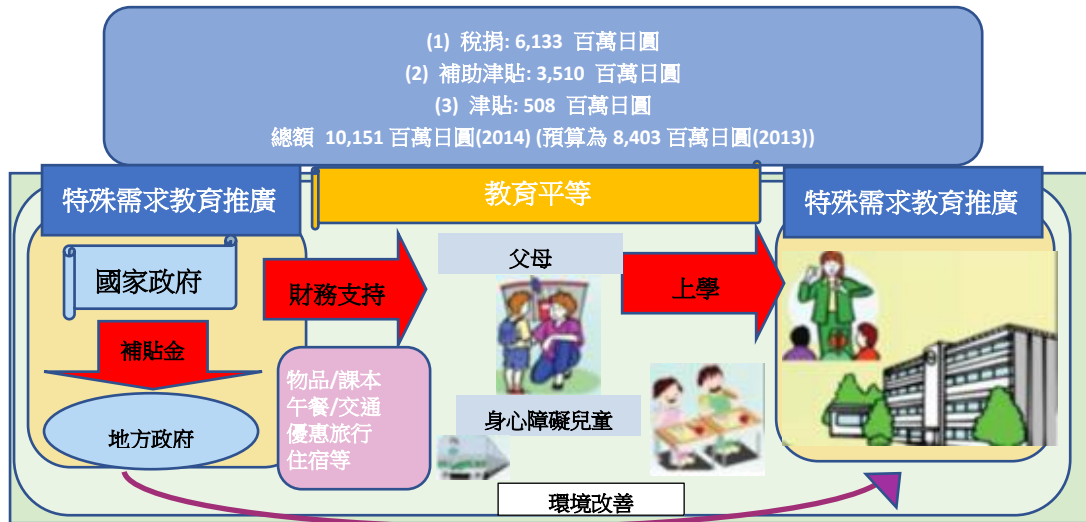 (1) 稅捐: 6,133 百萬日圓
(2) 補助津貼: 3,510 百萬日圓
(3) 津貼: 508 百萬日圓
總額 10,151 百萬日圓(2014) (預算為 8,403 百萬日圓(2013))
特殊需求教育推廣
教育平等
特殊需求教育推廣
國家政府
補貼金
地方政府
財務支持
物品/課本
午餐/交通
優惠旅行
住宿等
父母
身心障礙兒童
上學
環境改善